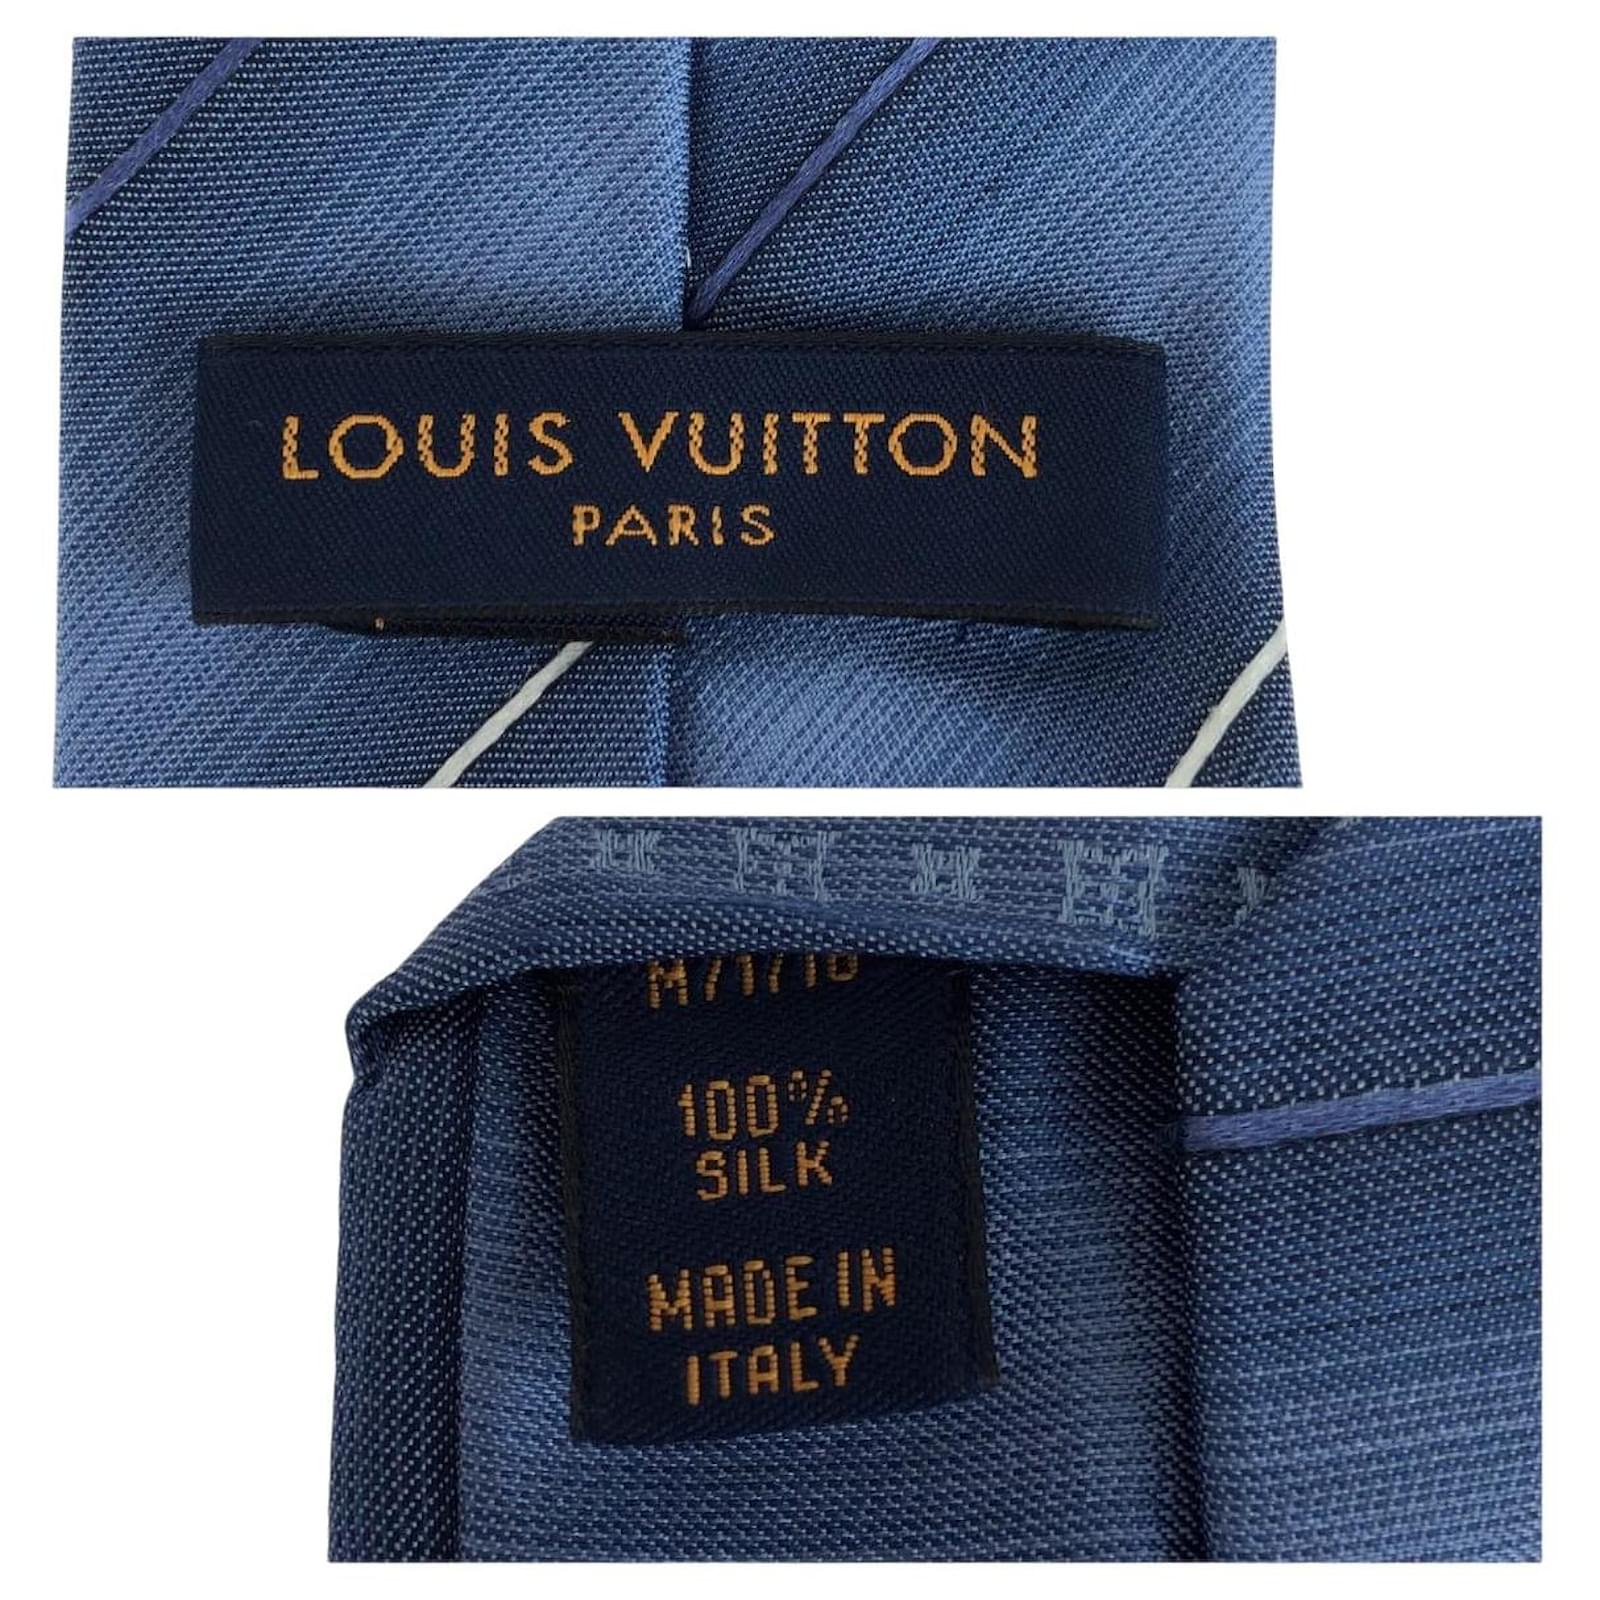 LOUIS VUITTON
PARIS
100%
SILK
MADE IN
ITALY